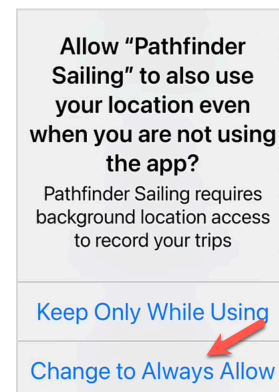 Allow “Pathfinder
Sailing” to also use
your location even
when you are not using
the app?
Pathfinder Sailing requires
background location access
to record your trips
Keep Only While Using
Change to Always Allow